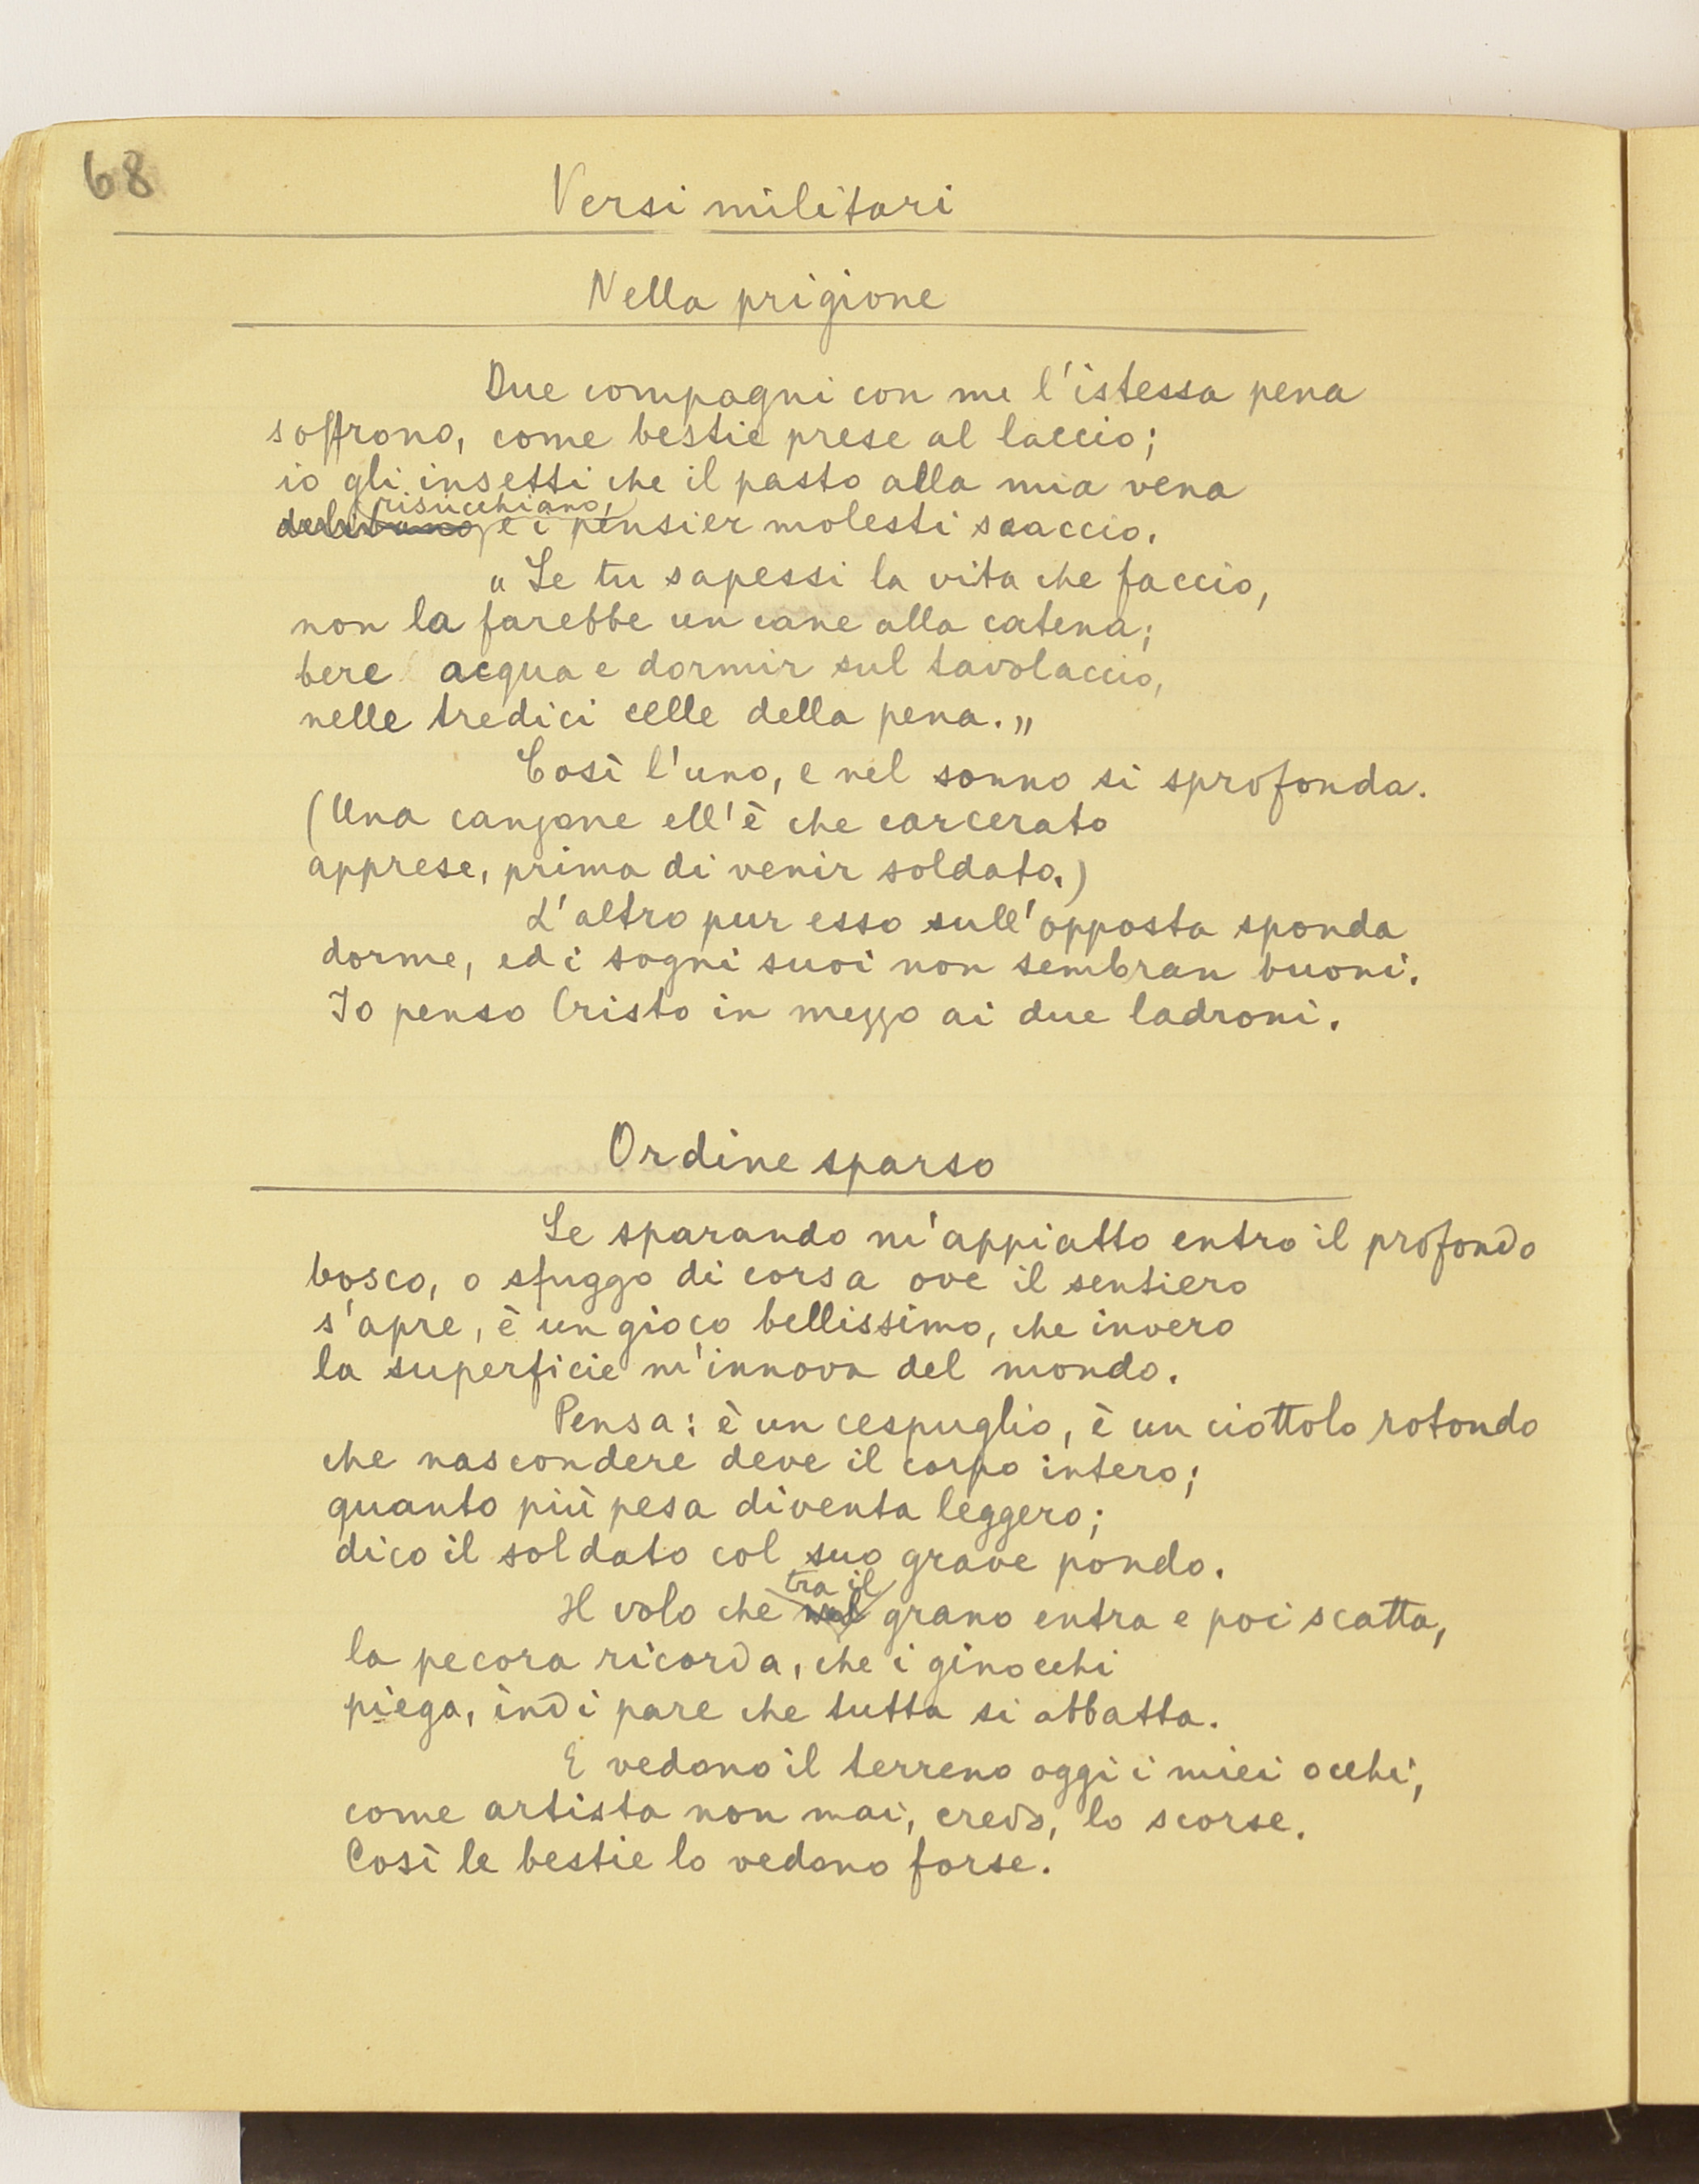 68
Versi militari
Nella prigione
Due compagni con me l'istessa pena
soffrono, come bestie prese al laccio;
io gli insetti che il pasto alla mia vena
risucchiano,
e i pensier molesti scaccio.
„ Se tu sapessi la vita che faccio,
non la farebbe un cane alla catena;
bere acqua e dormir sul tavolaccio,
nelle tredici celle della pena. „
Così l'uno, e nel sonno si sprofonda.
(Una canzone ell'è che carcerato
apprese, prima di venir soldato.)
L'altro pur esso sull'opposta sponda
dorme, ed i sogni suoi non sembran buoni.
Io penso Cristo in mezzo ai due ladroni.
Ordine sparso
Se sparando m'appiatto entro il profondo
bosco, o sfuggo di corsa ove il sentiero
s'apre, è un gioco bellissimo, che invero
la superficie m'innova del mondo.
Pensa: è un cespuglio, è un ciottolo rotondo
che nascondere deve il corpo intero;
quanto più pesa diventa leggero;
dico il soldato col suo grave pondo.
tra il
Il volo che nel grano entra e poi scatta,
la pecora ricorda, che i ginocchi
piega, indi pare che tutta si abbatta.
E vedono il terreno oggi i miei occhi,
come artista non mai, credo, lo scorse.
Così le bestie lo vedono forse.